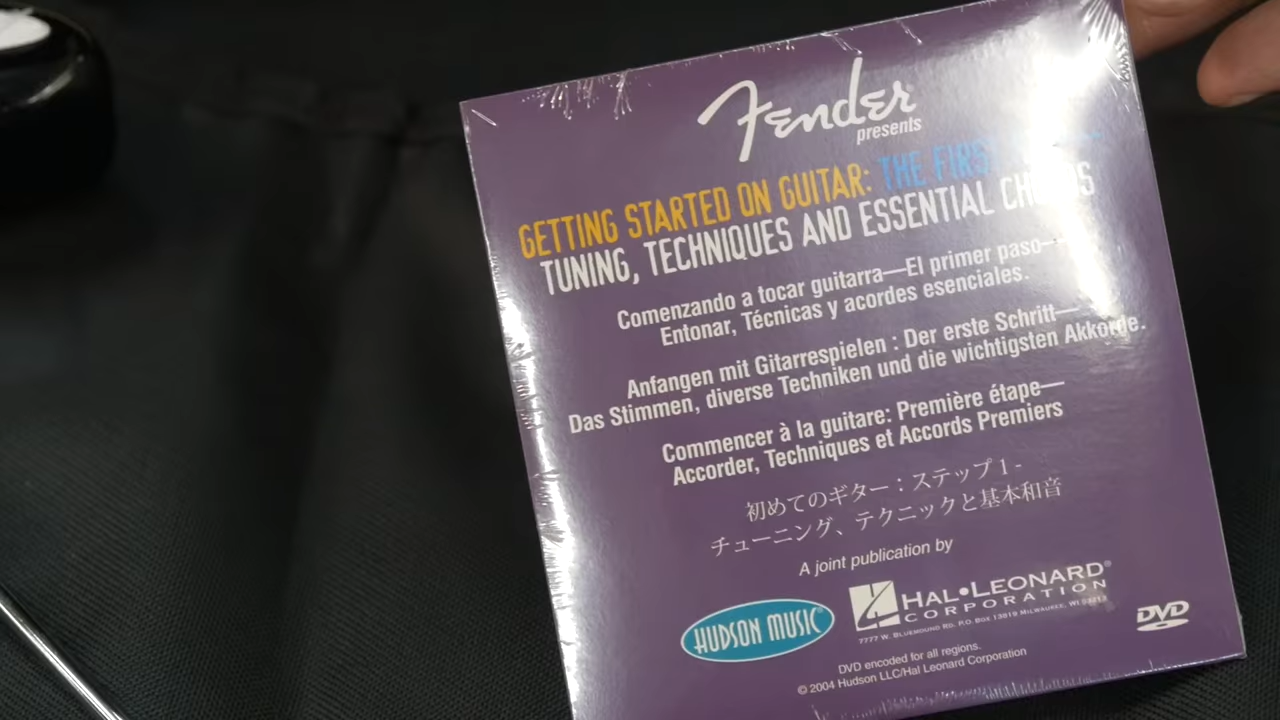 Fender
presents
GETTING STARTED ON GUITAR: THE FIRST
TUNING, TECHNIQUES AND ESSENTIAL CHORDS
Comenzando a tocar guitarra—El primer paso—
Entonar, Técnicas y acordes esenciales.
Anfangen mit Gitarrespielen : Der erste Schritt—
Das Stimmen, diverse Techniken und die wichtigsten Akkorde.
Commencer à la guitare: Première étape—
Accorder, Techniques et Accords Premiers
初めてのギター：ステップ1-
チューニング、テクニックと基本和音
A joint publication by
HUDSON MUSIC®
HAL•LEONARD®
CORPORATION
7777 W. BLUEMOUND RD. P.O. BOX 13819 MILWAUKEE, WI 53213
DVD
DVD encoded for all regions.
© 2004 Hudson LLC/Hal Leonard Corporation